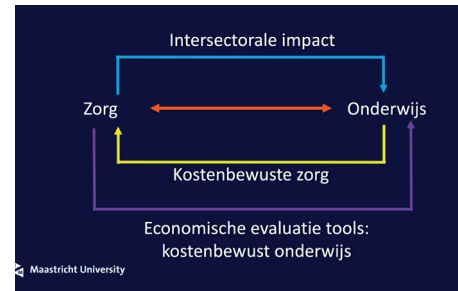 Intersectorale impact
Zorg
Onderwijs
Kostenbewuste zorg
Economische evaluatie tools:
kostenbewust onderwijs
Maastricht University